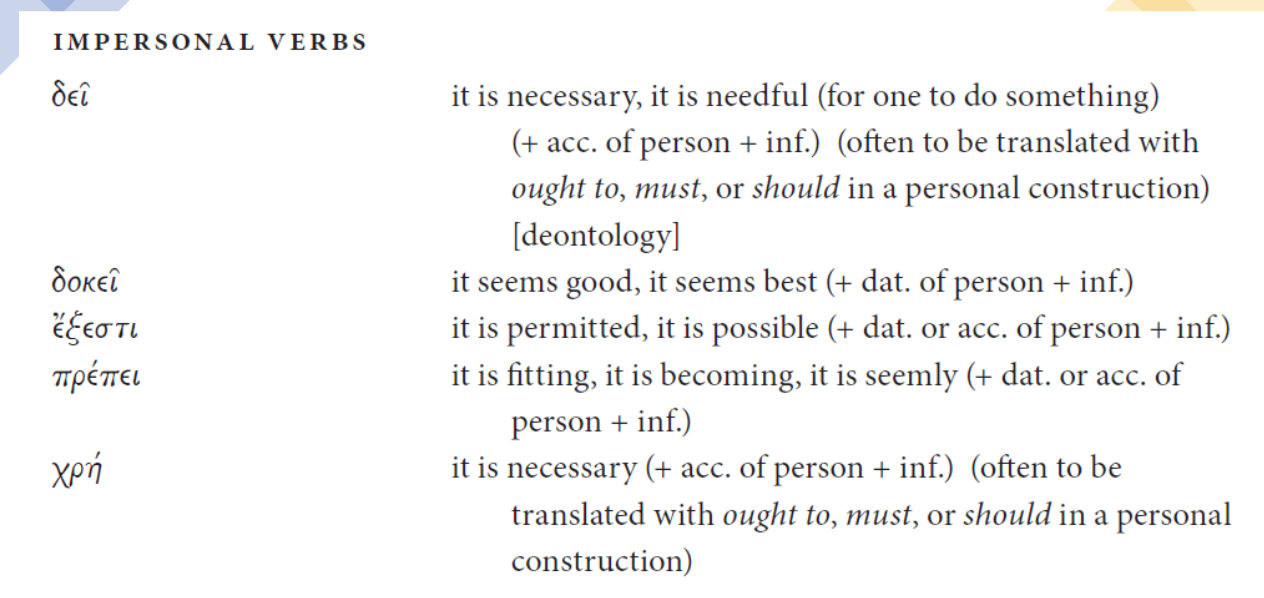 IMPERSONAL VERBS
δεῖ it is necessary, it is needful (for one to do something)
(+ acc. of person + inf.) (often to be translated with
ought to, must, or should in a personal construction)
[deontology]
δοκεῖ it seems good, it seems best (+ dat. of person + inf.)
ἔξεστι it is permitted, it is possible (+ dat. or acc. of person + inf.)
πρέπει it is fitting, it is becoming, it is seemly (+ dat. or acc. of
person + inf.)
χρή it is necessary (+ acc. of person + inf.) (often to be
translated with ought to, must, or should in a personal
construction)